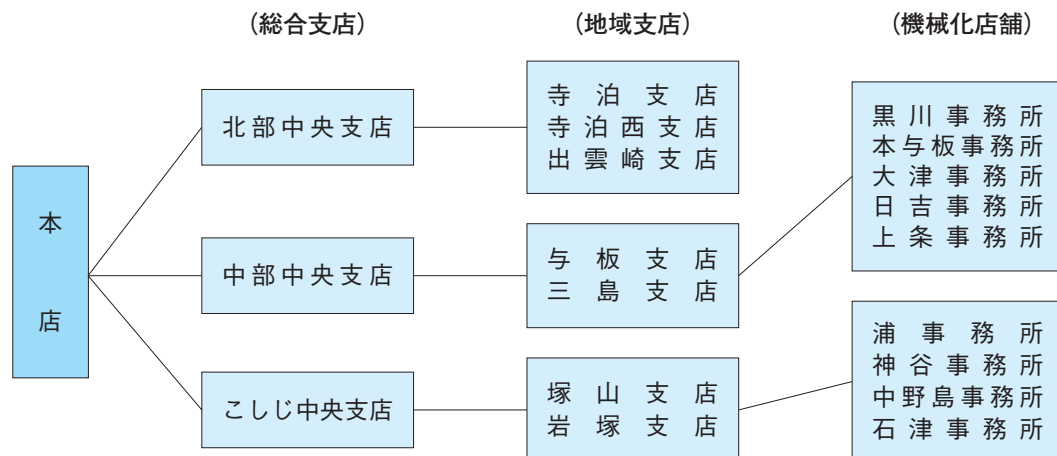 （総合支店）
（地域支店）
（機械化店舗）
本店
北部中央支店
寺泊支店
寺泊西支店
出雲崎支店
中部中央支店
与板支店
三島支店
黒川事務所
本与板事務所
大津事務所
日吉事務所
上条事務所
こしじ中央支店
塚山支店
岩塚支店
浦事務所
神谷事務所
中野島事務所
石津事務所